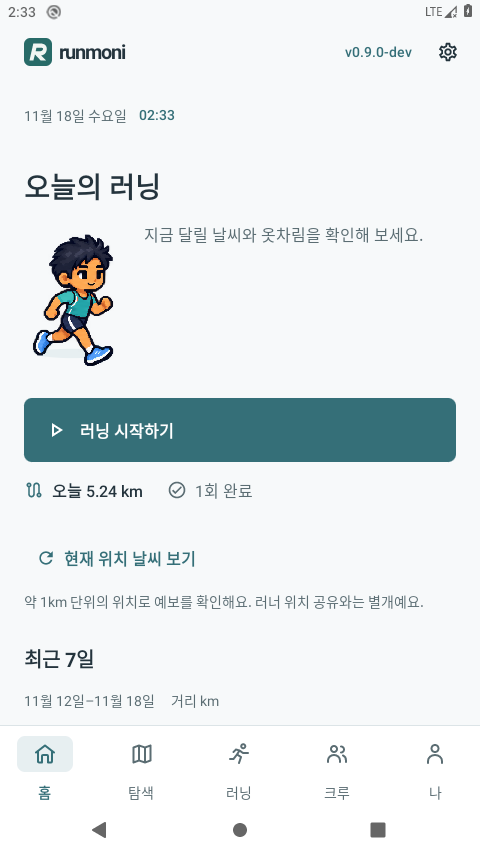 2:33
LTE
runmoni
v0.9.0-dev
11월 18일 수요일 02:33
오늘의 러닝
지금 달릴 날씨와 옷차림을 확인해 보세요.
러닝 시작하기
오늘 5.24 km 1회 완료
현재 위치 날씨 보기
약 1km 단위의 위치로 예보를 확인해요. 러너 위치 공유와는 별개예요.
최근 7일
11월 12일–11월 18일 거리 km
홈 탐색 러닝 크루 나